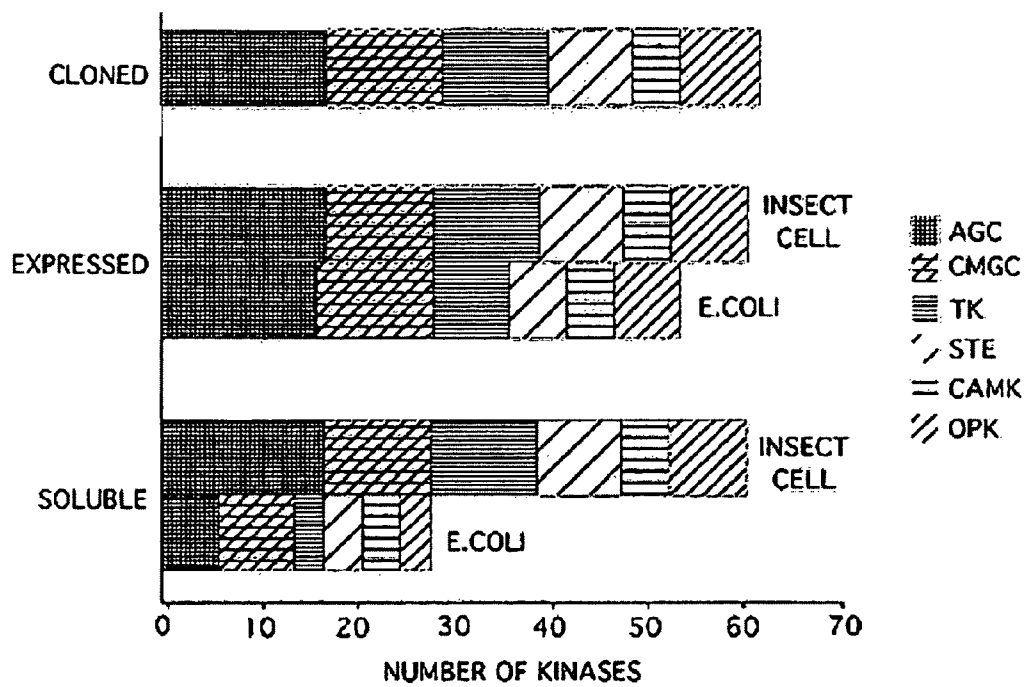 CLONED
EXPRESSED
INSECT
CELL
E.COLI
SOLUBLE
INSECT
CELL
E.COLI
AGC
CMGC
TK
STE
CAMK
OPK
0 10 20 30 40 50 60 70
NUMBER OF KINASES